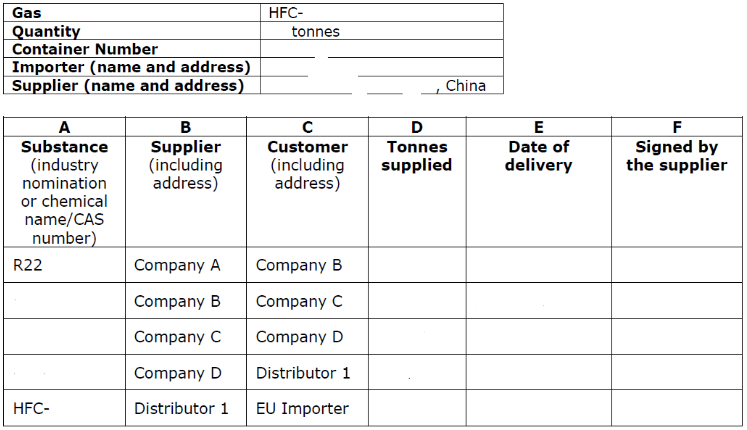 Gas HFC-
Quantity tonnes
Container Number
Importer (name and address)
Supplier (name and address) , China
A B C D E F
Substance Supplier Customer Tonnes Date of Signed by
(industry (including (including supplied delivery the supplier
nomination address) address)
or chemical
name/CAS
number)
R22 Company A Company B
Company B Company C
Company C Company D
Company D Distributor 1
HFC- Distributor 1 EU Importer